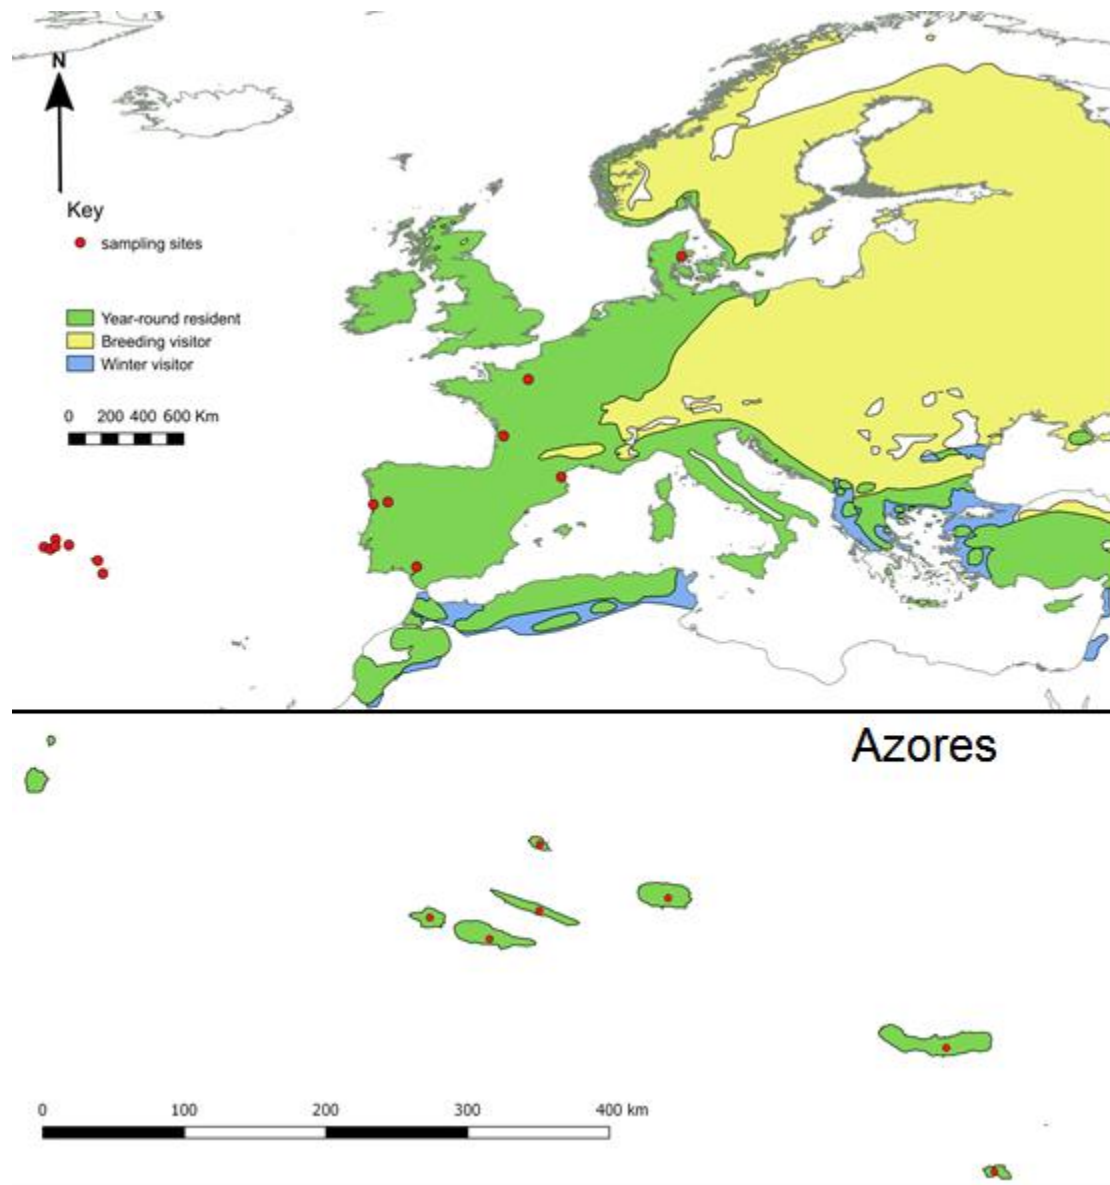 N
Key
sampling sites
Year-round resident
Breeding visitor
Winter visitor
0 200 400 600 Km
Azores
0 100 200 300 400 km